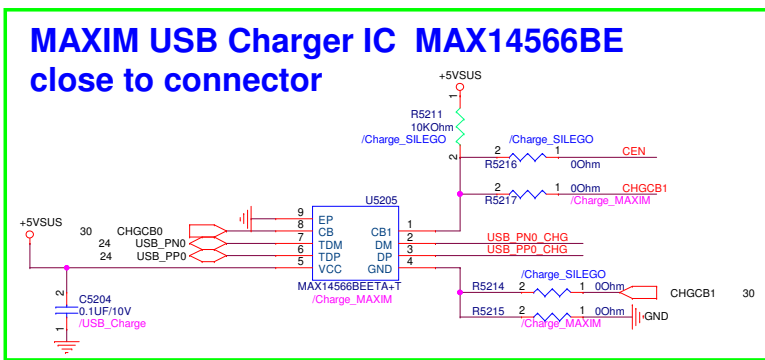 MAXIM USB Charger IC MAX14566BE
close to connector
+5VSUS
1
R5211
10KOhm
/Charge_SILEGO
2
/Charge_SILEGO
2 1 CEN
R5216 0Ohm
2 1 0Ohm CHGCB1
R5217 /Charge_MAXIM
U5205
+5VSUS
9 EP
30 CHGCB0 8 CB CB1 1
24 USB_PN0 7 TDM DM 2 USB_PN0_CHG
24 USB_PP0 6 TDP DP 3 USB_PP0_CHG
5 VCC GND 4
MAX14566BEETA+T
/Charge_MAXIM
/Charge_SILEGO
R5214 2 1 0Ohm CHGCB1 30
R5215 2 1 0Ohm GND
/Charge_MAXIM
2
C5204
0.1UF/10V
1 /USB_Charge